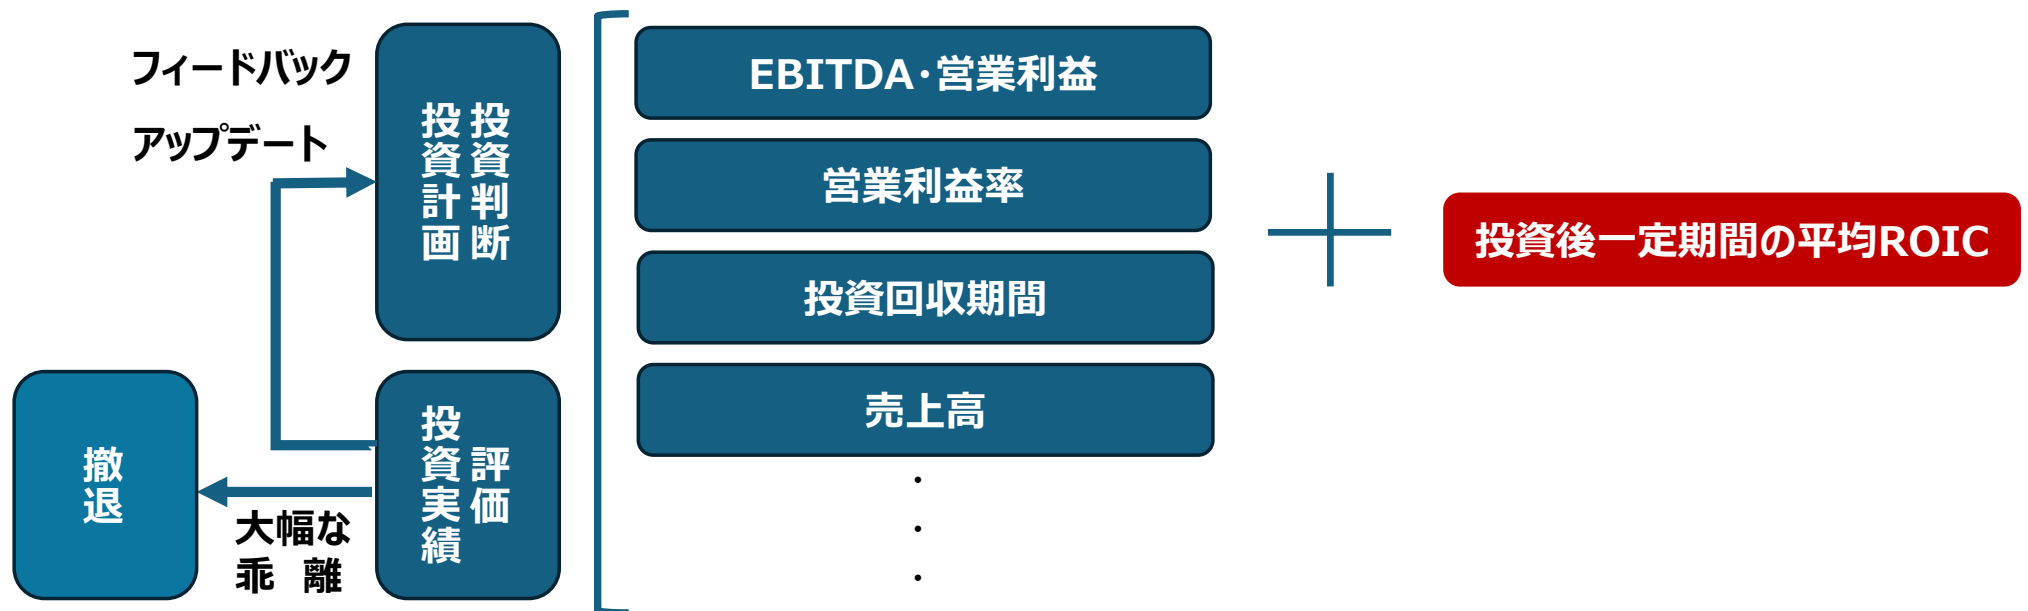 フィードバック
アップデート
投資判断
投資計画
評価
投資実績
撤退
大幅な
乖 離
EBITDA・営業利益
営業利益率
投資回収期間
売上高
・
・
・
投資後一定期間の平均ROIC